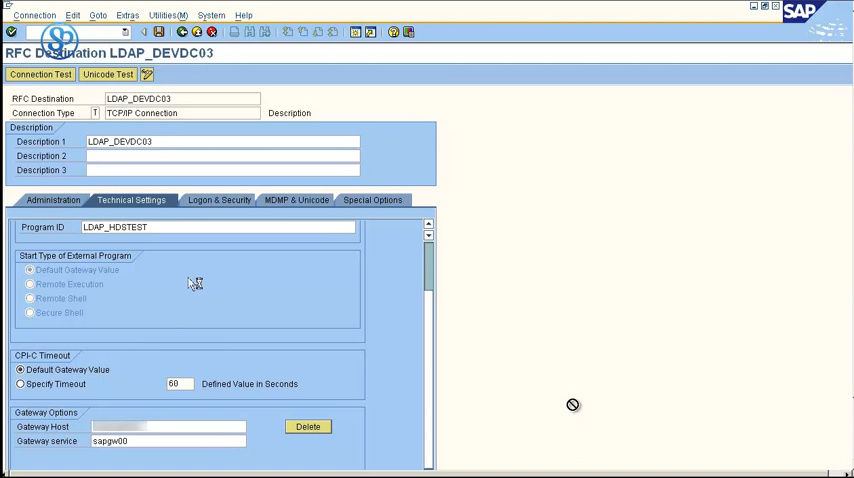 Connection Edit Goto Extras Utilities(M) System Help
SAP
RFC Destination LDAP_DEVDC03
Connection Test Unicode Test
RFC Destination LDAP_DEVDC03
Connection Type T TCP/IP Connection Description
Description
Description 1 LDAP_DEVDC03
Description 2
Description 3
Administration Technical Settings Logon & Security MDMP & Unicode Special Options
Program ID LDAP_HDSTEST
Start Type of External Program
Default Gateway Value
Remote Execution
Remote Shell
Secure Shell
CPI-C Timeout
Default Gateway Value
Specify Timeout 60 Defined Value in Seconds
Gateway Options
Gateway Host Delete
Gateway service sapgw00